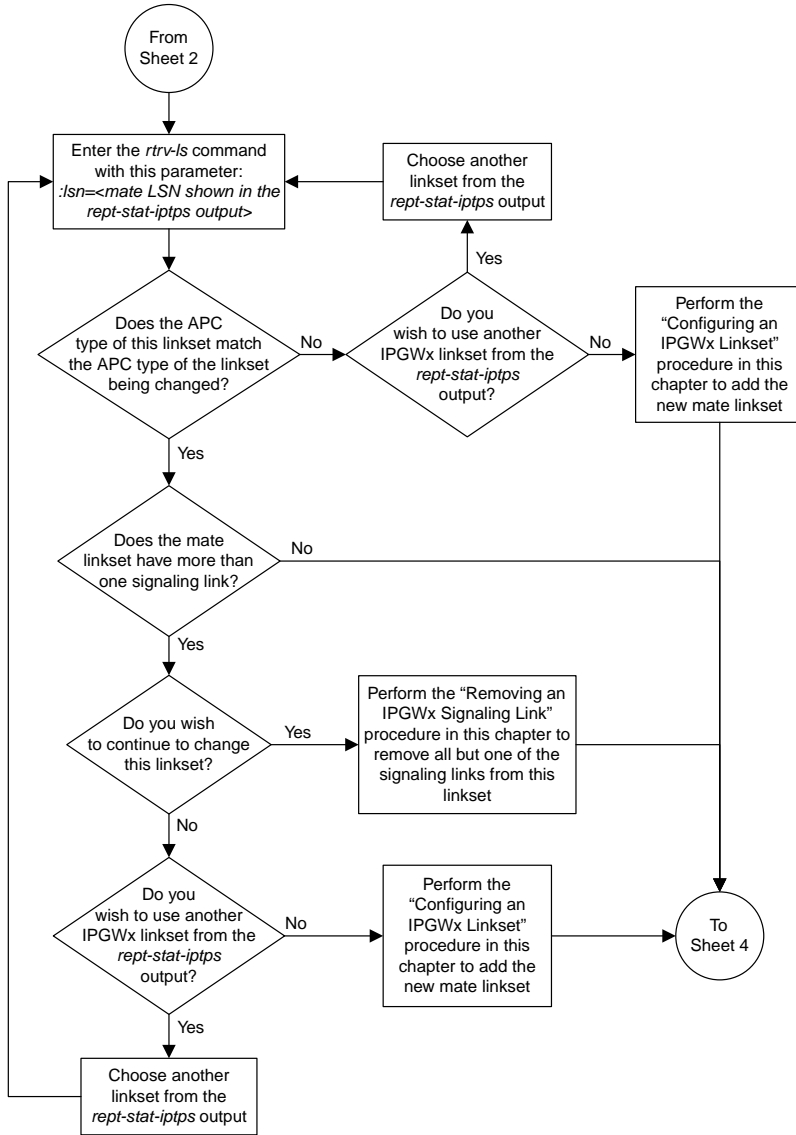 From
Sheet 2
Enter the rtrv-ls command
with this parameter:
:lsn=<mate LSN shown in the
rept-stat-iptps output>
Choose another
linkset from the
rept-stat-iptps output
Yes
Does the APC
type of this linkset match
the APC type of the linkset
being changed?
No
Do you
wish to use another
IPGWx linkset from the
rept-stat-iptps
output?
No
Perform the
“Configuring an
IPGWx Linkset”
procedure in this
chapter to add the
new mate linkset
Yes
Does the mate
linkset have more than
one signaling link?
No
Yes
Do you wish
to continue to change
this linkset?
Yes
Perform the “Removing an
IPGWx Signaling Link”
procedure in this chapter to
remove all but one of the
signaling links from this
linkset
No
Do you
wish to use another
IPGWx linkset from the
rept-stat-iptps
output?
No
Perform the
“Configuring an
IPGWx Linkset”
procedure in this
chapter to add the
new mate linkset
To
Sheet 4
Yes
Choose another
linkset from the
rept-stat-iptps output